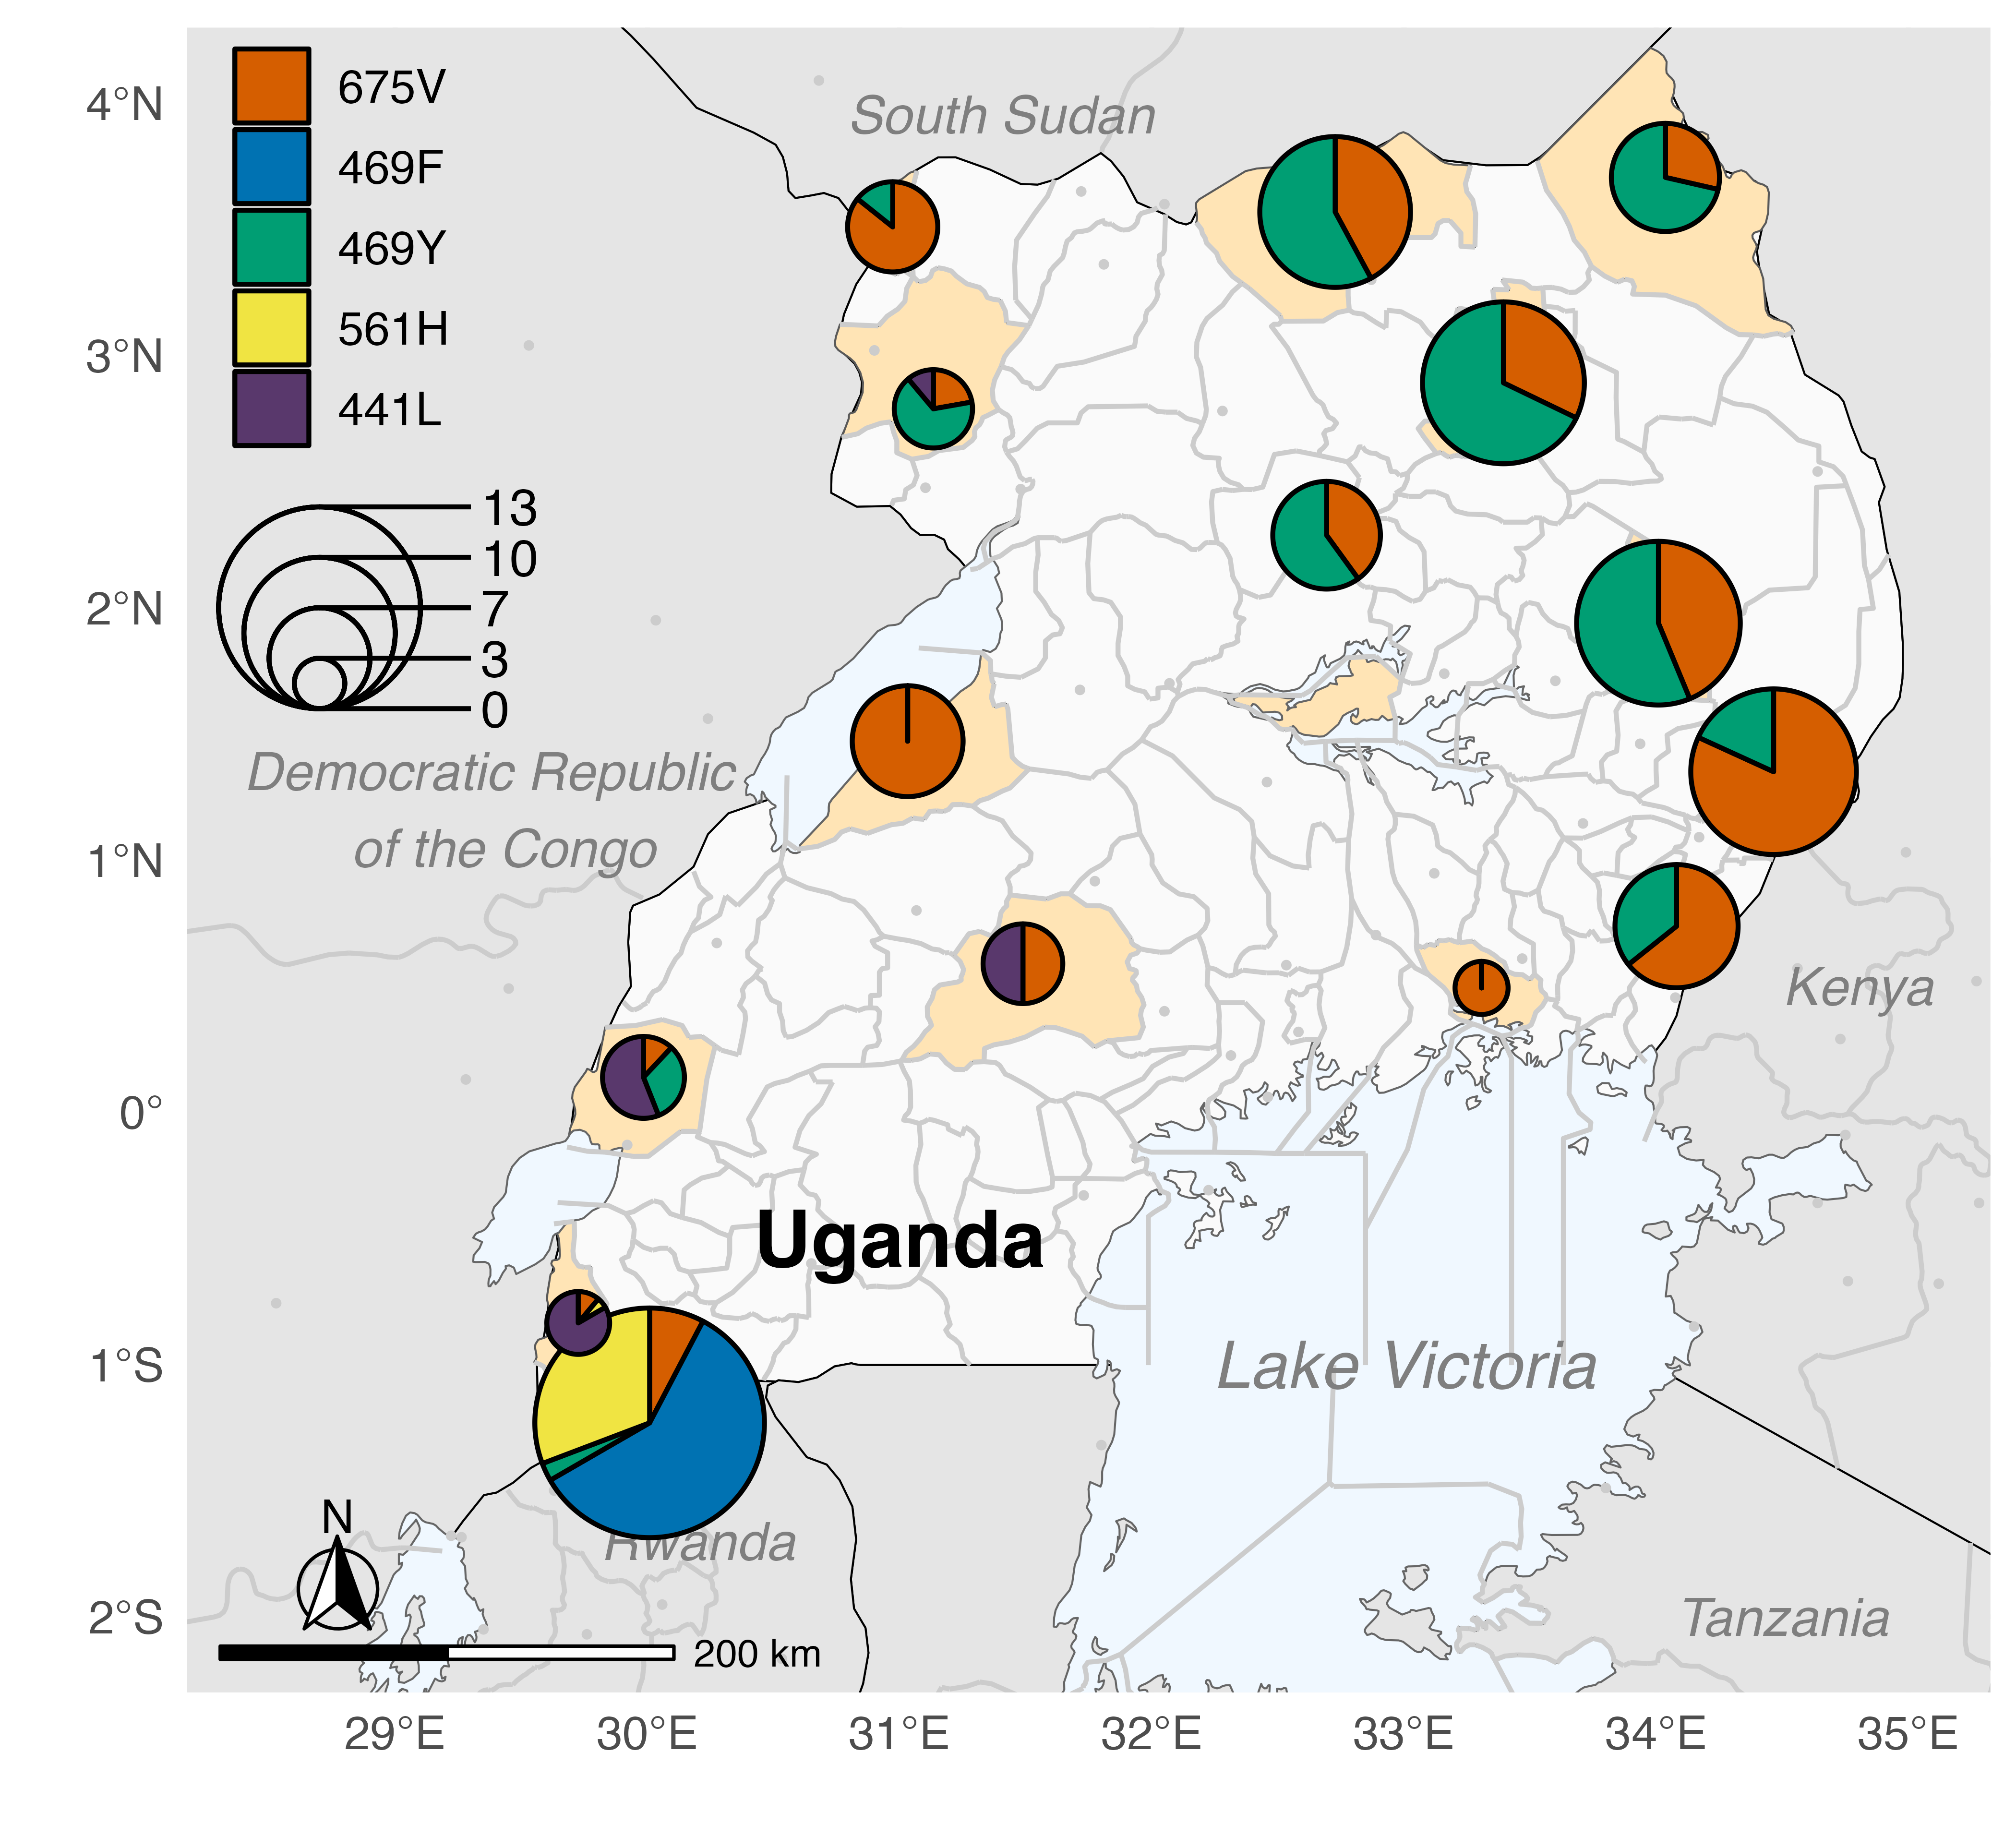 675V
469F
469Y
561H
441L
13
10
7
3
0
South Sudan
Democratic Republic
of the Congo
Kenya
Uganda
Lake Victoria
Rwanda
Tanzania
N
200 km
4°N
3°N
2°N
1°N
0°
1°S
2°S
29°E
30°E
31°E
32°E
33°E
34°E
35°E